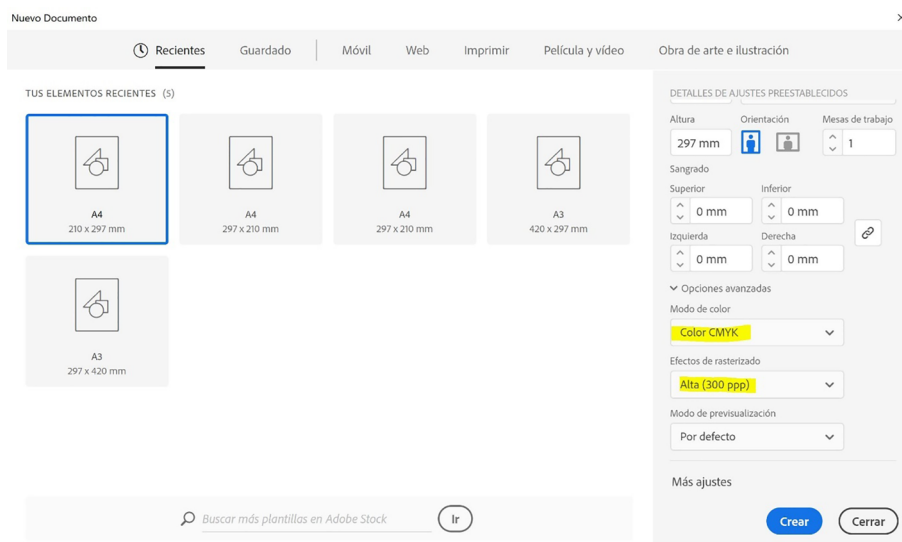 Nuevo Documento
Recientes Guardado Móvil Web Imprimir Película y vídeo Obra de arte e ilustración
TUS ELEMENTOS RECIENTES (5)
A4
210 x 297 mm
A4
297 x 210 mm
A4
297 x 210 mm
A3
420 x 297 mm
A3
297 x 420 mm
Buscar más plantillas en Adobe Stock Ir
DETALLES DE AJUSTES PREESTABLECIDOS
Altura Orientación Mesas de trabajo
297 mm 1
Sangrado
Superior Inferior
0 mm 0 mm
Izquierda Derecha
0 mm 0 mm
Opciones avanzadas
Modo de color
Color CMYK
Efectos de rasterizado
Alta (300 ppp)
Modo de previsualización
Por defecto
Más ajustes
Crear Cerrar